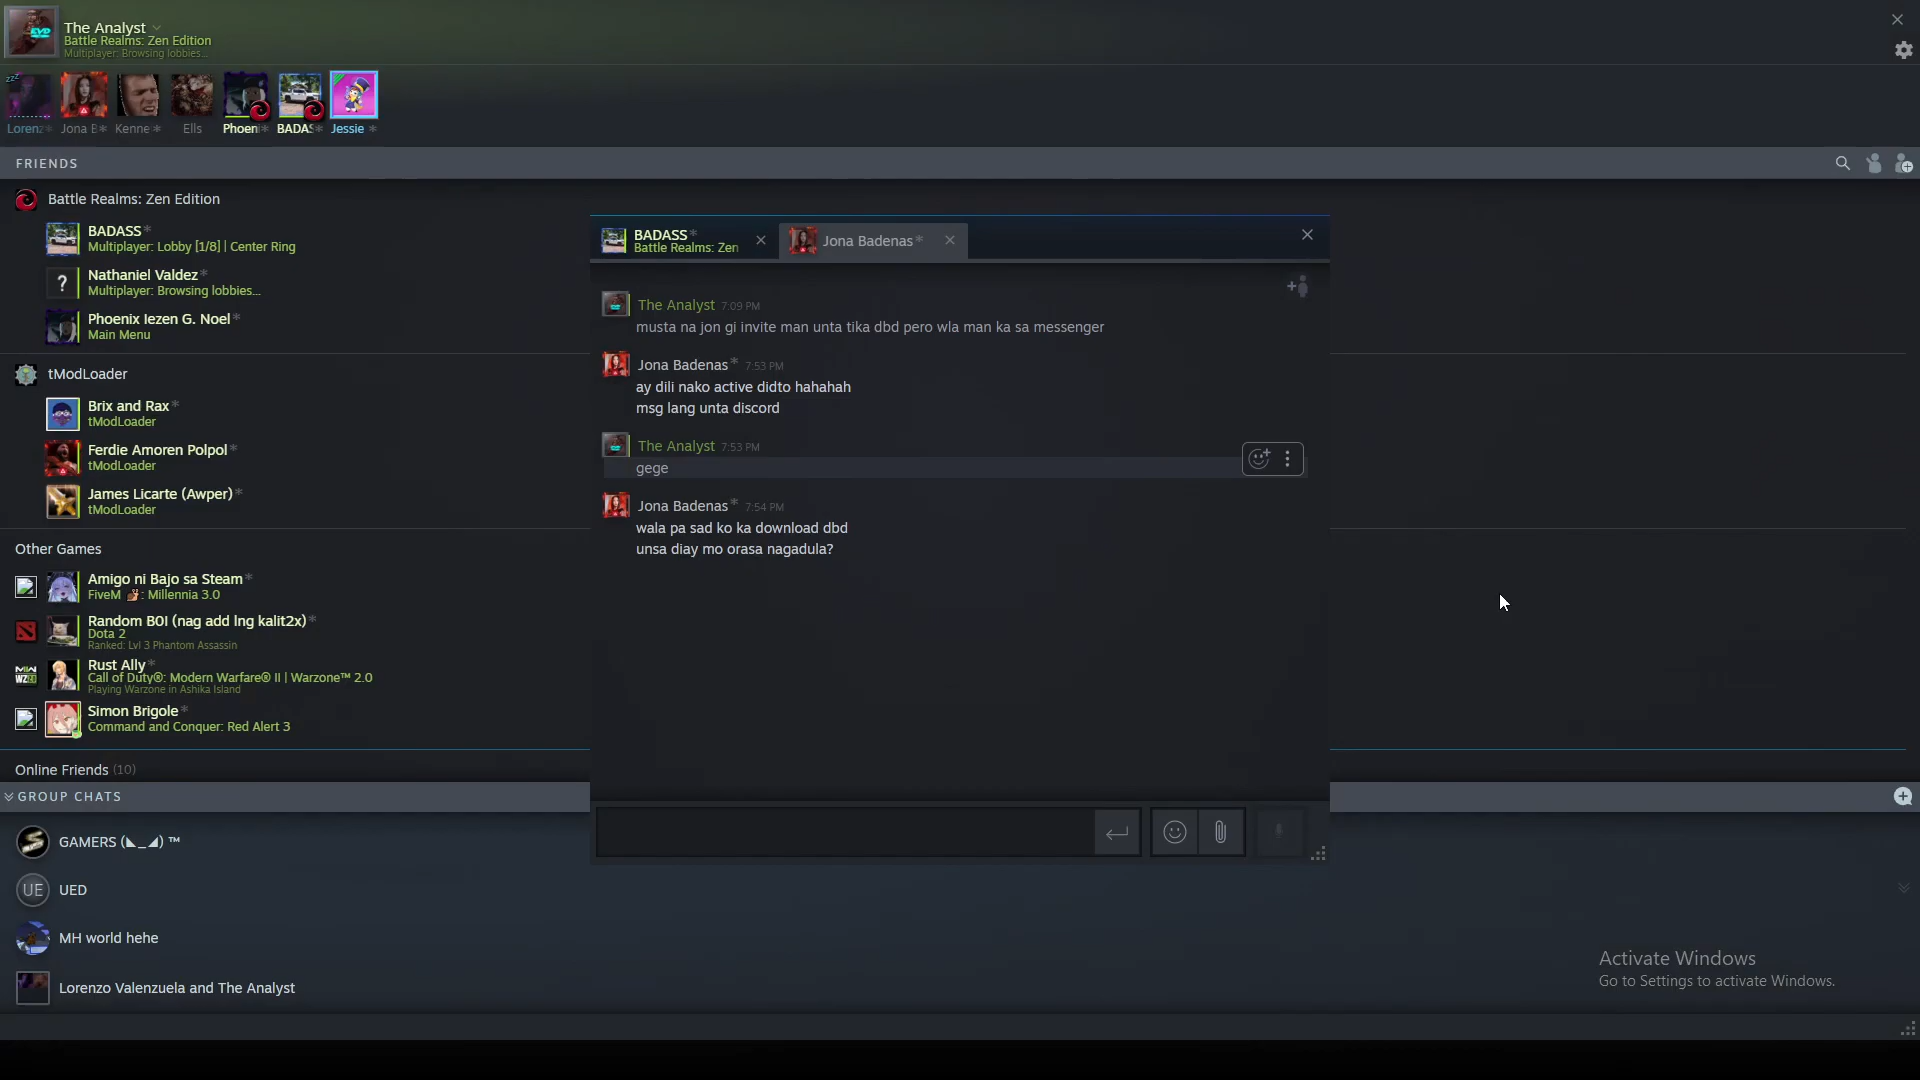 The Analyst
Battle Realms: Zen Edition
Multiplayer: Browsing lobbies...
Lorenz*
Jona B*
Kenne*
Ells
Phoeni*
BADAS*
Jessie *
FRIENDS
Battle Realms: Zen Edition
BADASS*
Multiplayer: Lobby [1/8] | Center Ring
? Nathaniel Valdez*
Multiplayer: Browsing lobbies...
Phoenix Iezen G. Noel*
Main Menu
tModLoader
Brix and Rax*
tModLoader
Ferdie Amoren Polpol*
tModLoader
James Licarte (Awper)*
tModLoader
Other Games
Amigo ni Bajo sa Steam*
FiveM 🐌: Millennia 3.0
Random BOI (nag add lng kalit2x)*
Dota 2
Ranked: Lvl 3 Phantom Assassin
Rust Ally*
Call of Duty®: Modern Warfare® II | Warzone™ 2.0
Playing Warzone in Ashika Island
Simon Brigole*
Command and Conquer: Red Alert 3
Online Friends (10)
GROUP CHATS
GAMERS (◣_◢) ™
UE UED
MH world hehe
Lorenzo Valenzuela and The Analyst
BADASS*
Battle Realms: Zen
Jona Badenas*
The Analyst 7:09 PM
musta na jon gi invite man unta tika dbd pero wla man ka sa messenger
Jona Badenas* 7:53 PM
ay dili nako active didto hahahah
msg lang unta discord
The Analyst 7:53 PM
gege
Jona Badenas* 7:54 PM
wala pa sad ko ka download dbd
unsa diay mo orasa nagadula?
Activate Windows
Go to Settings to activate Windows.